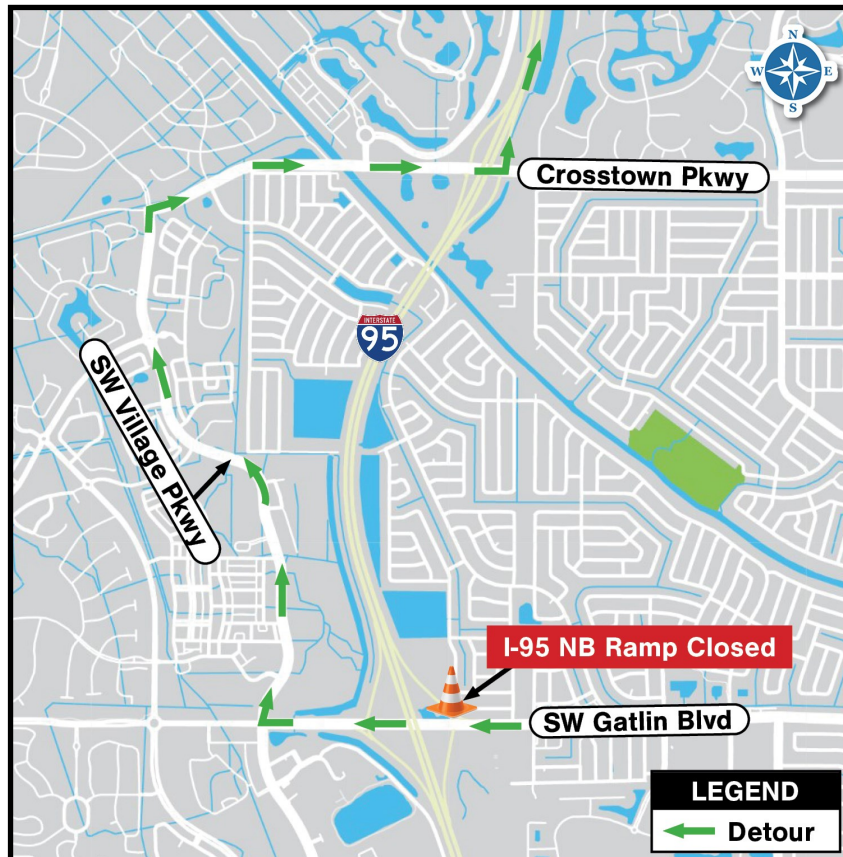 N
W E
S
Crosstown Pkwy
INTERSTATE
95
SW Village Pkwy
I-95 NB Ramp Closed
SW Gatlin Blvd
LEGEND
Detour